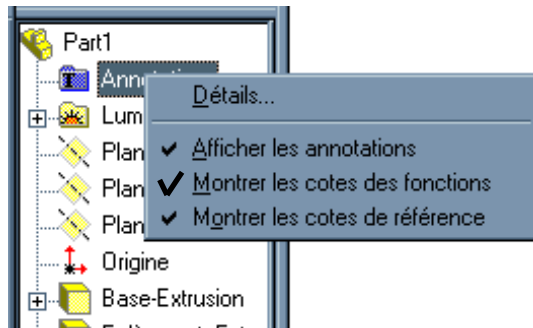 Part1
Détails...
Lum
Afficher les annotations
Plan
Montrer les cotes des fonctions
Plan
Montrer les cotes de référence
Plan
Origine
Base-Extrusion